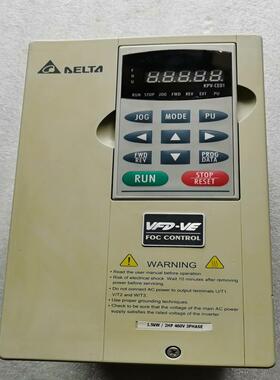 DELTA
KPV-CE01
RUN STOP JOG FWD REV EXT PU
JOG MODE PU
FWD REV
PROG DATA
RUN
STOP RESET
VFD-VE
FOC CONTROL
WARNING
Read the user manual before operation.
Risk of electrical shock. Wait 10 minutes after removing power before servicing.
Do not connect AC power to output terminals U/T1, V/T2 and W/T3.
Use proper grounding techniques.
Check to be sure that the voltage of the main AC power supply satisfies the rated voltage of the inverter
1.5kW / 2HP 460V 3PHASE